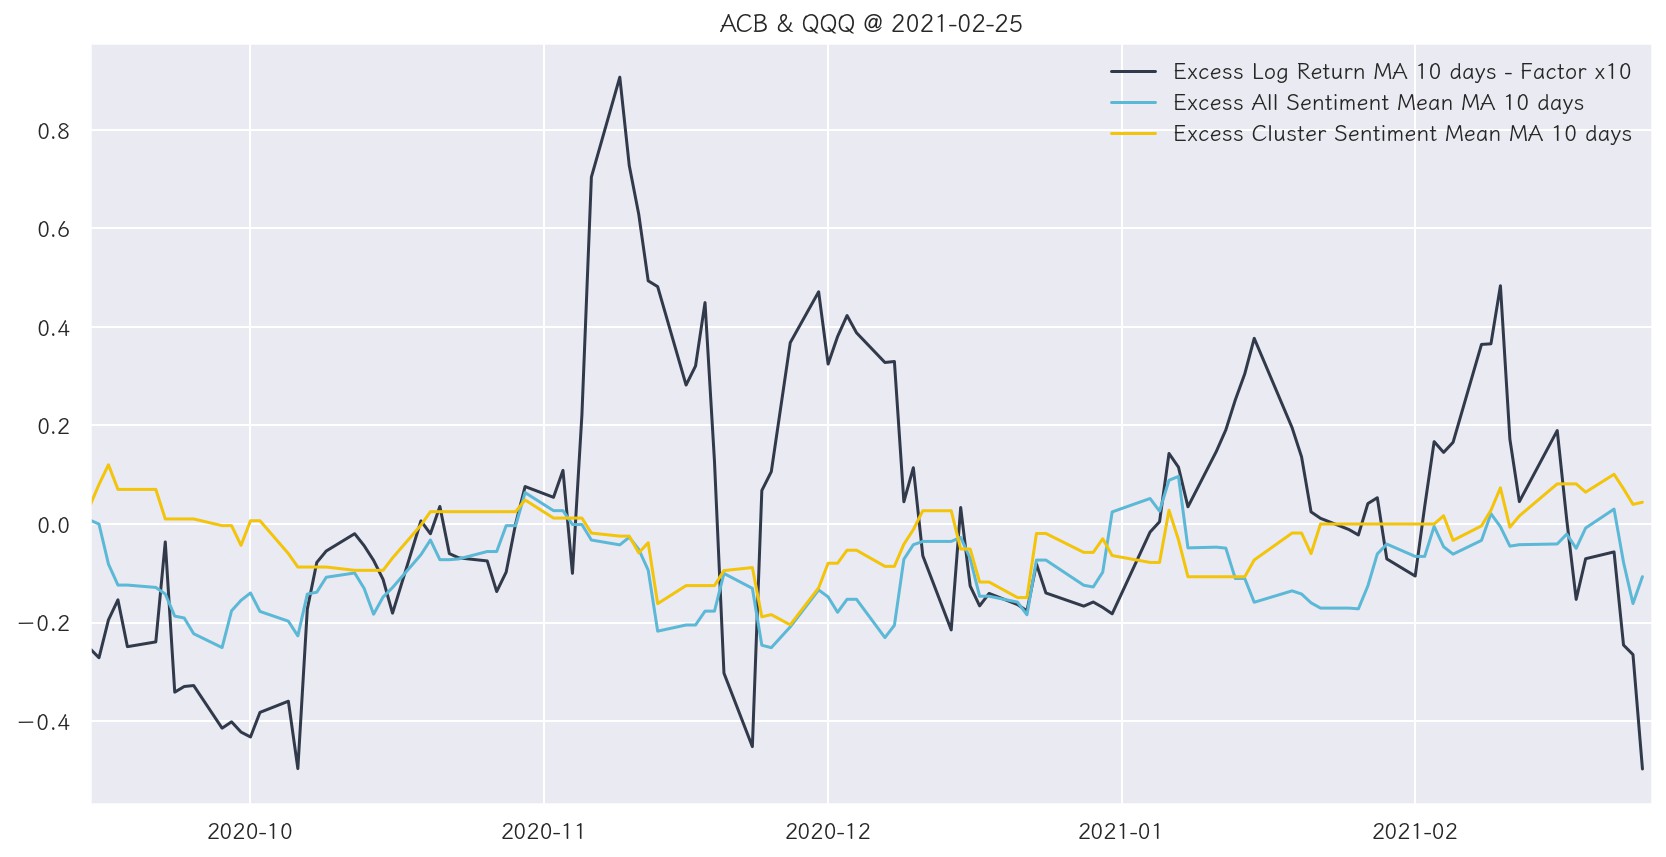 ACB & QQQ @ 2021-02-25
Excess Log Return MA 10 days - Factor x10
Excess All Sentiment Mean MA 10 days
Excess Cluster Sentiment Mean MA 10 days
0.8
0.6
0.4
0.2
0.0
−0.2
−0.4
2020-10 2020-11 2020-12 2021-01 2021-02